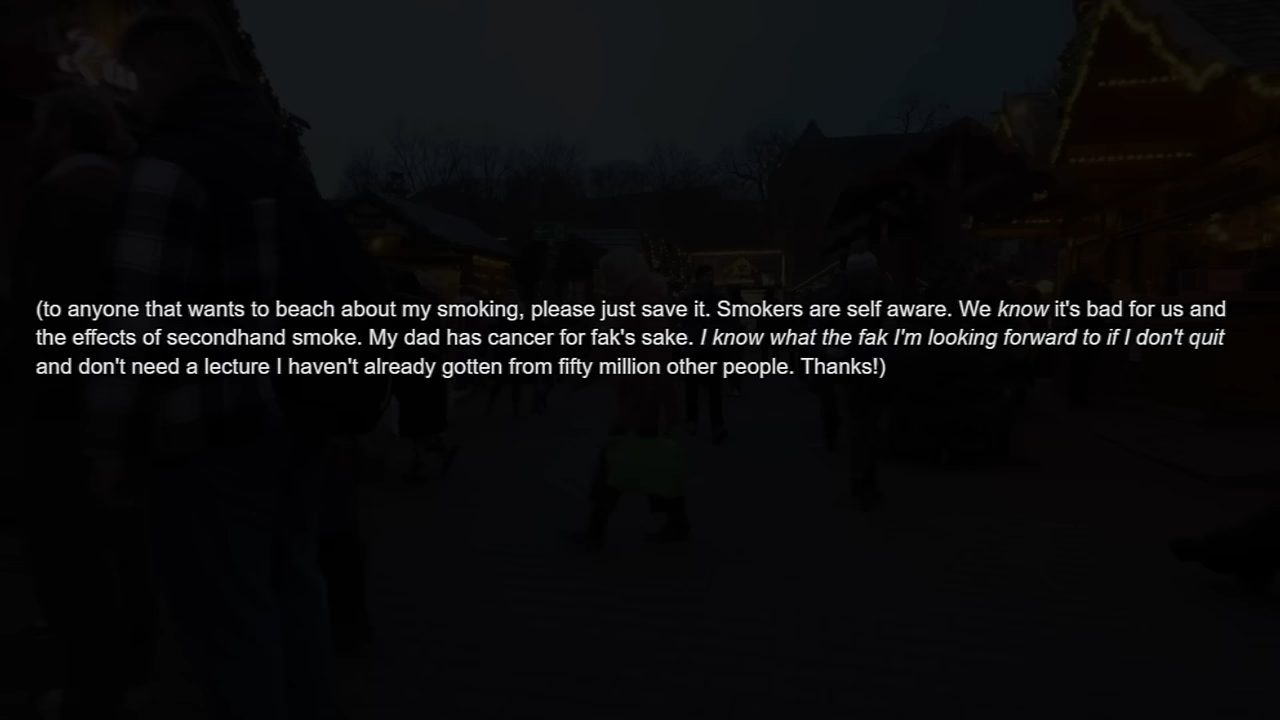 (to anyone that wants to beach about my smoking, please just save it. Smokers are self aware. We know it's bad for us and
the effects of secondhand smoke. My dad has cancer for fak's sake. I know what the fak I'm looking forward to if I don't quit
and don't need a lecture I haven't already gotten from fifty million other people. Thanks!)